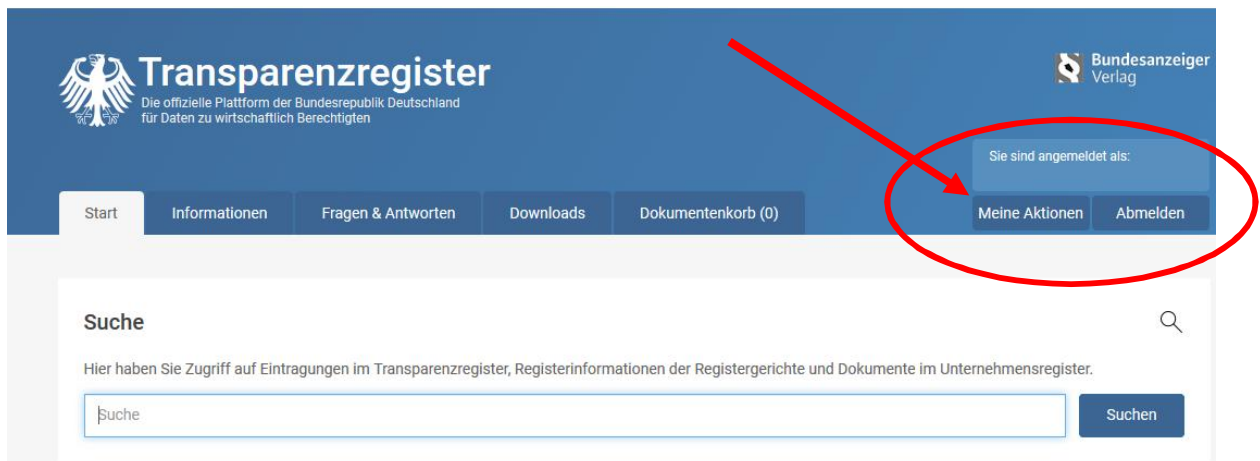 Transparenzregister
Die offizielle Plattform der Bundesrepublik Deutschland
für Daten zu wirtschaftlich Berechtigten
Bundesanzeiger
Verlag
Sie sind angemeldet als:
Start Informationen Fragen & Antworten Downloads Dokumentenkorb (0) Meine Aktionen Abmelden
Suche
Hier haben Sie Zugriff auf Eintragungen im Transparenzregister, Registerinformationen der Registergerichte und Dokumente im Unternehmensregister.
Suche Suchen